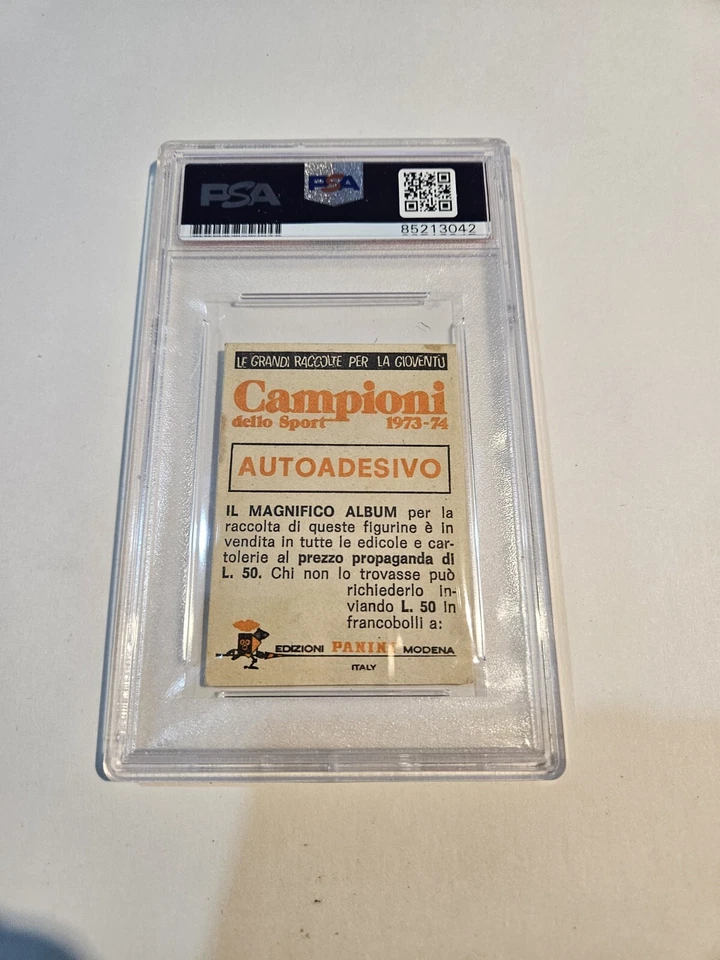 PSA
PSA
85213042
LE GRANDI RACCOLTE PER LA GIOVENTÙ
Campioni
dello Sport 1973-74
AUTOADESIVO
IL MAGNIFICO ALBUM per la
raccolta di queste figurine è in
vendita in tutte le edicole e car-
tolerie al prezzo propaganda di
L. 50. Chi non lo trovasse può
richiederlo in-
viando L. 50 in
francobolli a:
EDIZIONI PANINI MODENA
ITALY